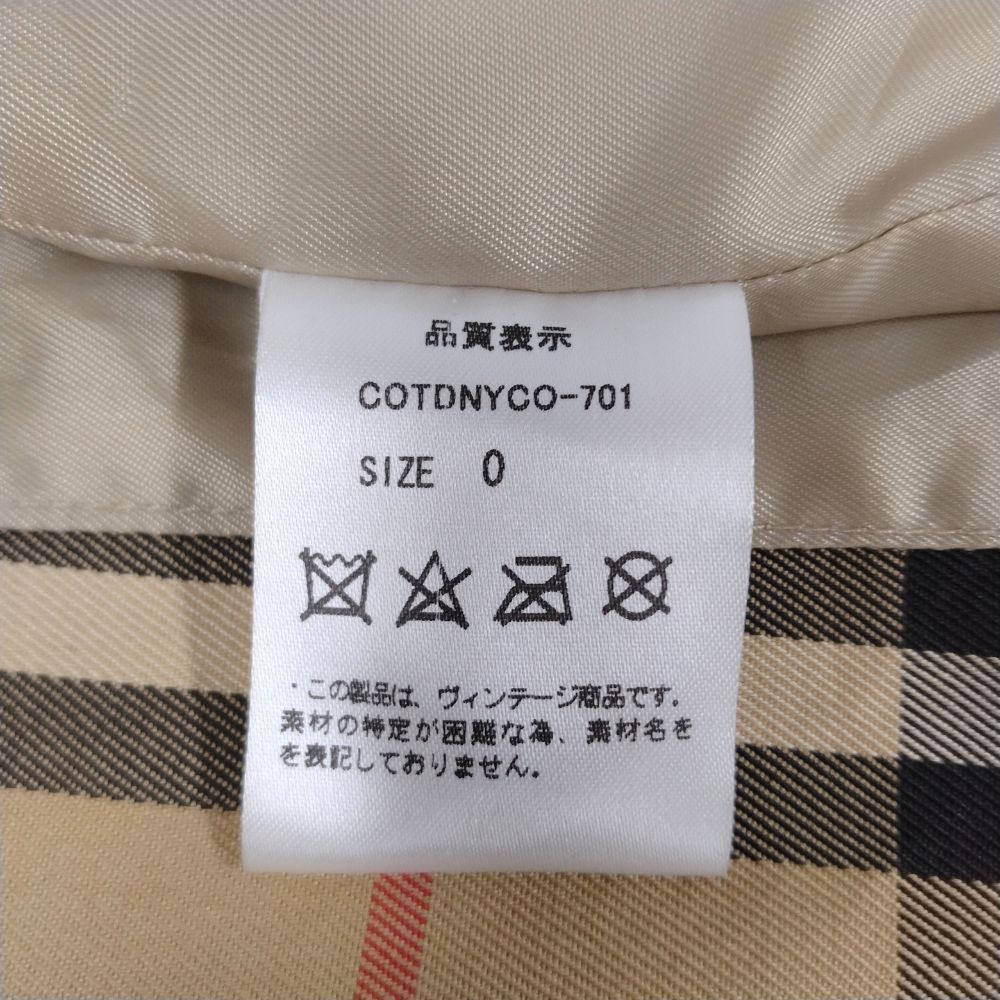 品質表示
COTDNYCO-701
SIZE 0
・この製品は、ヴィンテージ商品です。
素材の特定が困難な為、素材名を
を表記しておりません。